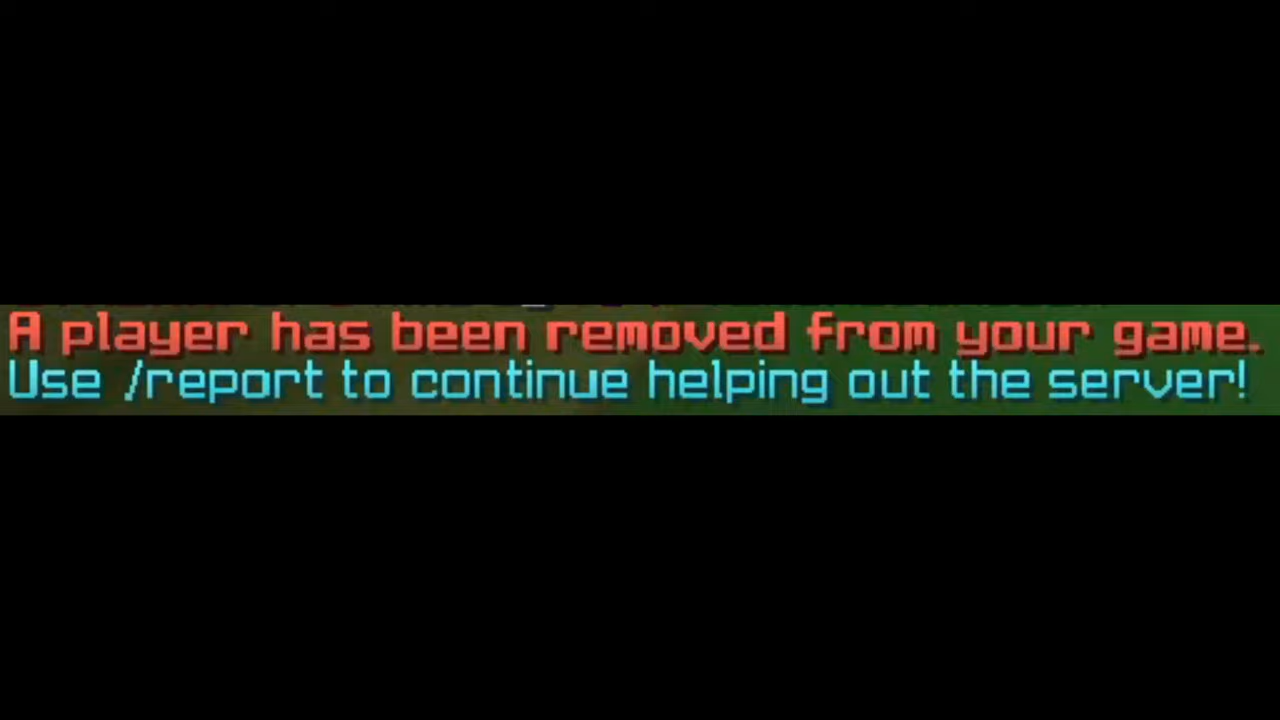 A player has been removed from your game.
Use /report to continue helping out the server!